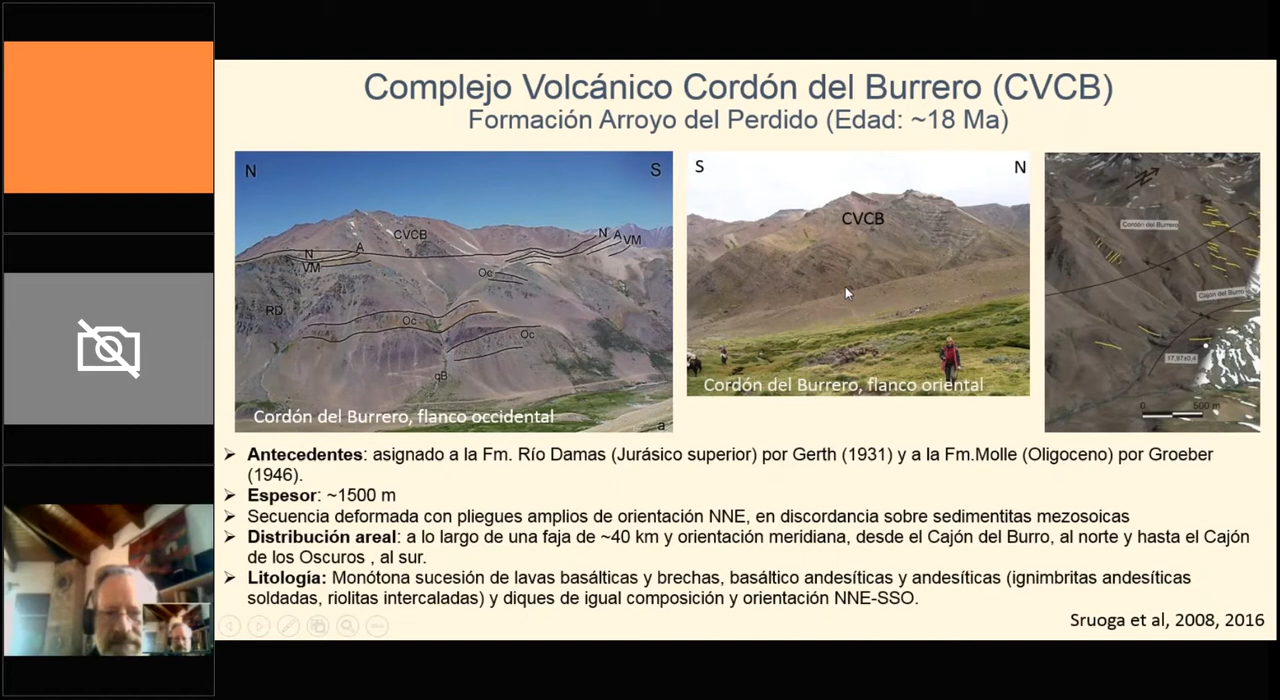 Complejo Volcánico Cordón del Burrero (CVCB)
Formación Arroyo del Perdido (Edad: ~18 Ma)
N
S
CVCB
N
A
VM
N A VM
Oc
RD
Oc
Oc
qB
Cordón del Burrero, flanco occidental
a
S
N
CVCB
Cordón del Burrero, flanco oriental
Cordón del Burrero
Cajón del Burro
17,97±0,4
0 500 m
➢ Antecedentes: asignado a la Fm. Río Damas (Jurásico superior) por Gerth (1931) y a la Fm.Molle (Oligoceno) por Groeber
(1946).
➢ Espesor: ~1500 m
➢ Secuencia deformada con pliegues amplios de orientación NNE, en discordancia sobre sedimentitas mezosoicas
➢ Distribución areal: a lo largo de una faja de ~40 km y orientación meridiana, desde el Cajón del Burro, al norte y hasta el Cajón
de los Oscuros , al sur.
➢ Litología: Monótona sucesión de lavas basálticas y brechas, basáltico andesíticas y andesíticas (ignimbritas andesíticas
soldadas, riolitas intercaladas) y diques de igual composición y orientación NNE-SSO.
Sruoga et al, 2008, 2016